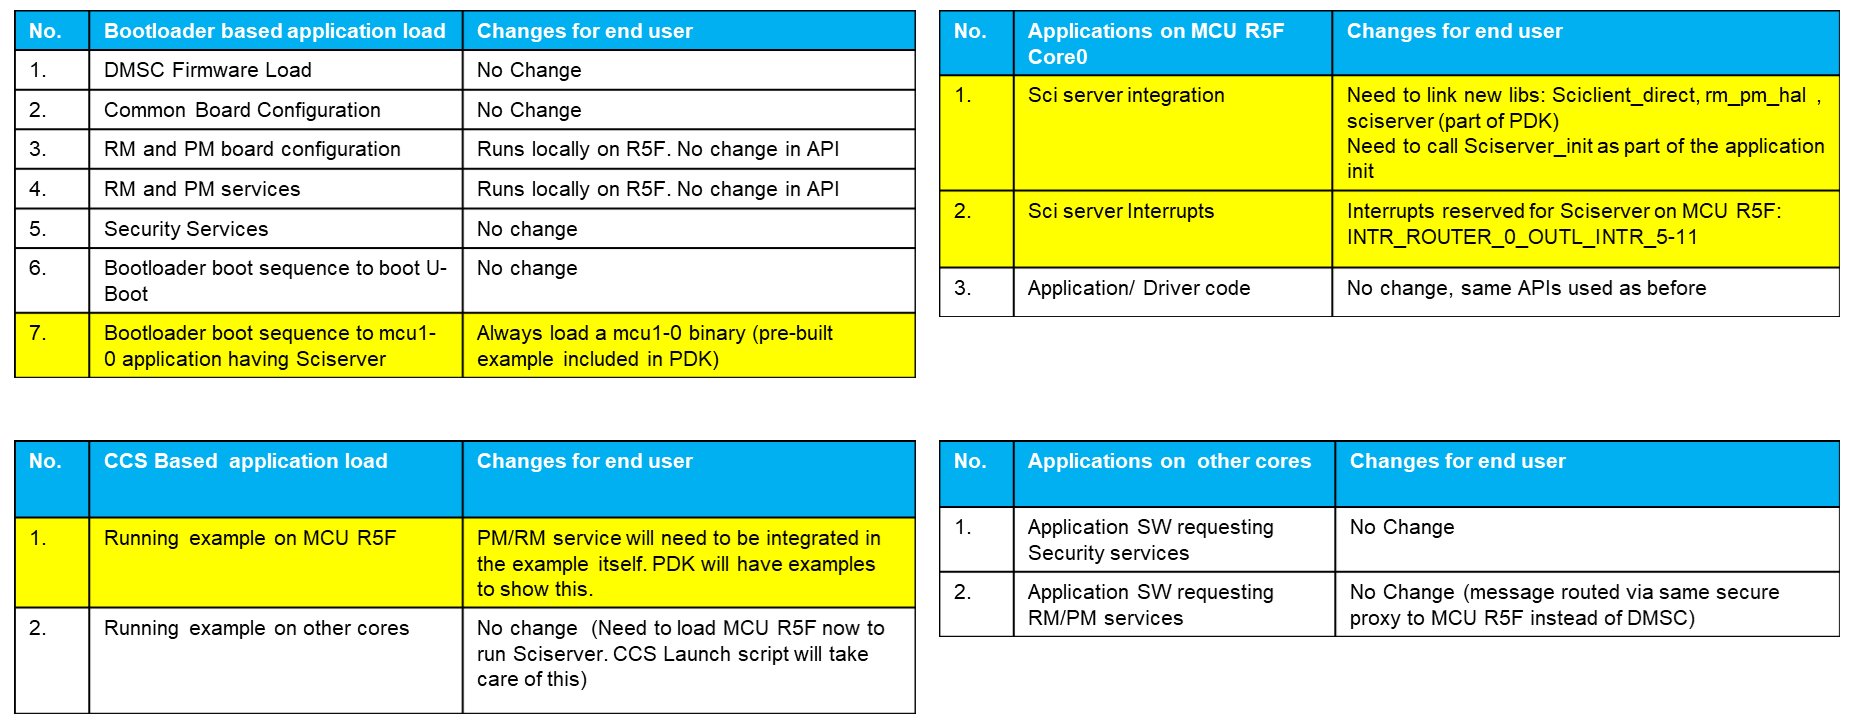 No. Bootloader based application load Changes for end user
1. DMSC Firmware Load No Change
2. Common Board Configuration No Change
3. RM and PM board configuration Runs locally on R5F. No change in API
4. RM and PM services Runs locally on R5F. No change in API
5. Security Services No change
6. Bootloader boot sequence to boot U- No change
Boot
7. Bootloader boot sequence to mcu1- Always load a mcu1-0 binary (pre-built
0 application having Sciserver example included in PDK)
No. Applications on MCU R5F Changes for end user
Core0
1. Sci server integration Need to link new libs: Sciclient_direct, rm_pm_hal ,
sciserver (part of PDK)
Need to call Sciserver_init as part of the application
init
2. Sci server Interrupts Interrupts reserved for Sciserver on MCU R5F:
INTR_ROUTER_0_OUTL_INTR_5-11
3. Application/ Driver code No change, same APIs used as before
No. CCS Based application load Changes for end user
1. Running example on MCU R5F PM/RM service will need to be integrated in
the example itself. PDK will have examples
to show this.
2. Running example on other cores No change (Need to load MCU R5F now to
run Sciserver. CCS Launch script will take
care of this)
No. Applications on other cores Changes for end user
1. Application SW requesting No Change
Security services
2. Application SW requesting No Change (message routed via same secure
RM/PM services proxy to MCU R5F instead of DMSC)